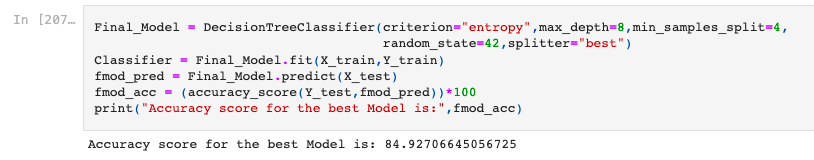 In [207…
Final_Model = DecisionTreeClassifier(criterion="entropy",max_depth=8,min_samples_split=4,
random_state=42,splitter="best")
Classifier = Final_Model.fit(X_train,Y_train)
fmod_pred = Final_Model.predict(X_test)
fmod_acc = (accuracy_score(Y_test,fmod_pred))*100
print("Accuracy score for the best Model is:",fmod_acc)
Accuracy score for the best Model is: 84.92706645056725